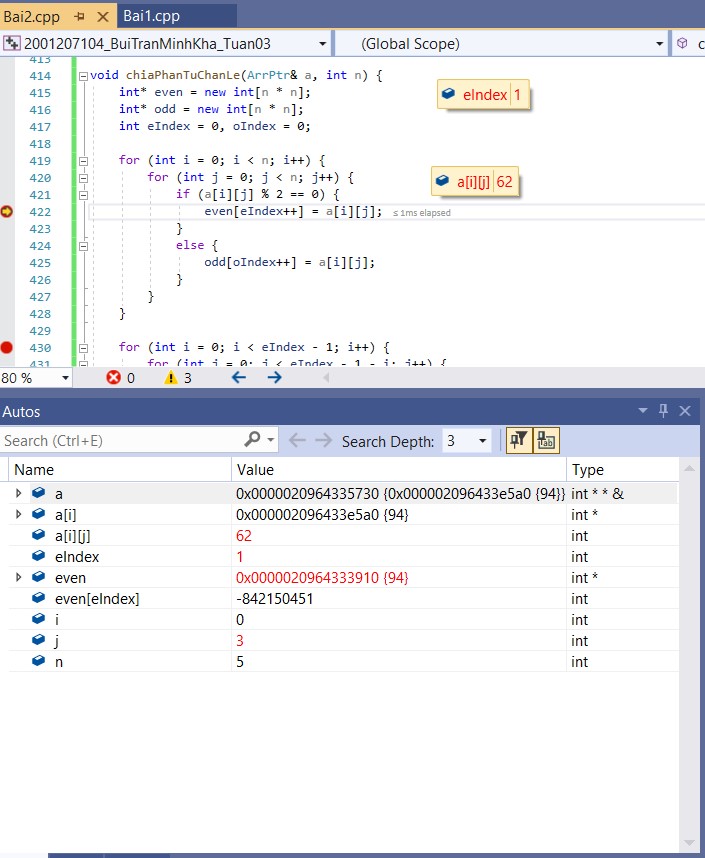 Bai2.cpp Bai1.cpp
2001207104_BuiTranMinhKha_Tuan03 (Global Scope) c
413
414 void chiaPhanTuChanLe(ArrPtr& a, int n) {
415 int* even = new int[n * n];
416 int* odd = new int[n * n];
417 int eIndex = 0, oIndex = 0;
418
419 for (int i = 0; i < n; i++) {
420 for (int j = 0; j < n; j++) {
421 if (a[i][j] % 2 == 0) {
422 even[eIndex++] = a[i][j]; ≤ 1ms elapsed
423 }
424 else {
425 odd[oIndex++] = a[i][j];
426 }
427 }
428 }
429
430 for (int i = 0; i < eIndex - 1; i++) {
431 for (int j = 0; j < eIndex - 1 - i; j++) {
eIndex 1
a[i][j] 62
80 % 0 3
Autos
Search (Ctrl+E) Search Depth: 3
Name Value Type
a 0x0000020964335730 {0x000002096433e5a0 {94}} int * * &
a[i] 0x000002096433e5a0 {94} int *
a[i][j] 62 int
eIndex 1 int
even 0x0000020964333910 {94} int *
even[eIndex] -842150451 int
i 0 int
j 3 int
n 5 int